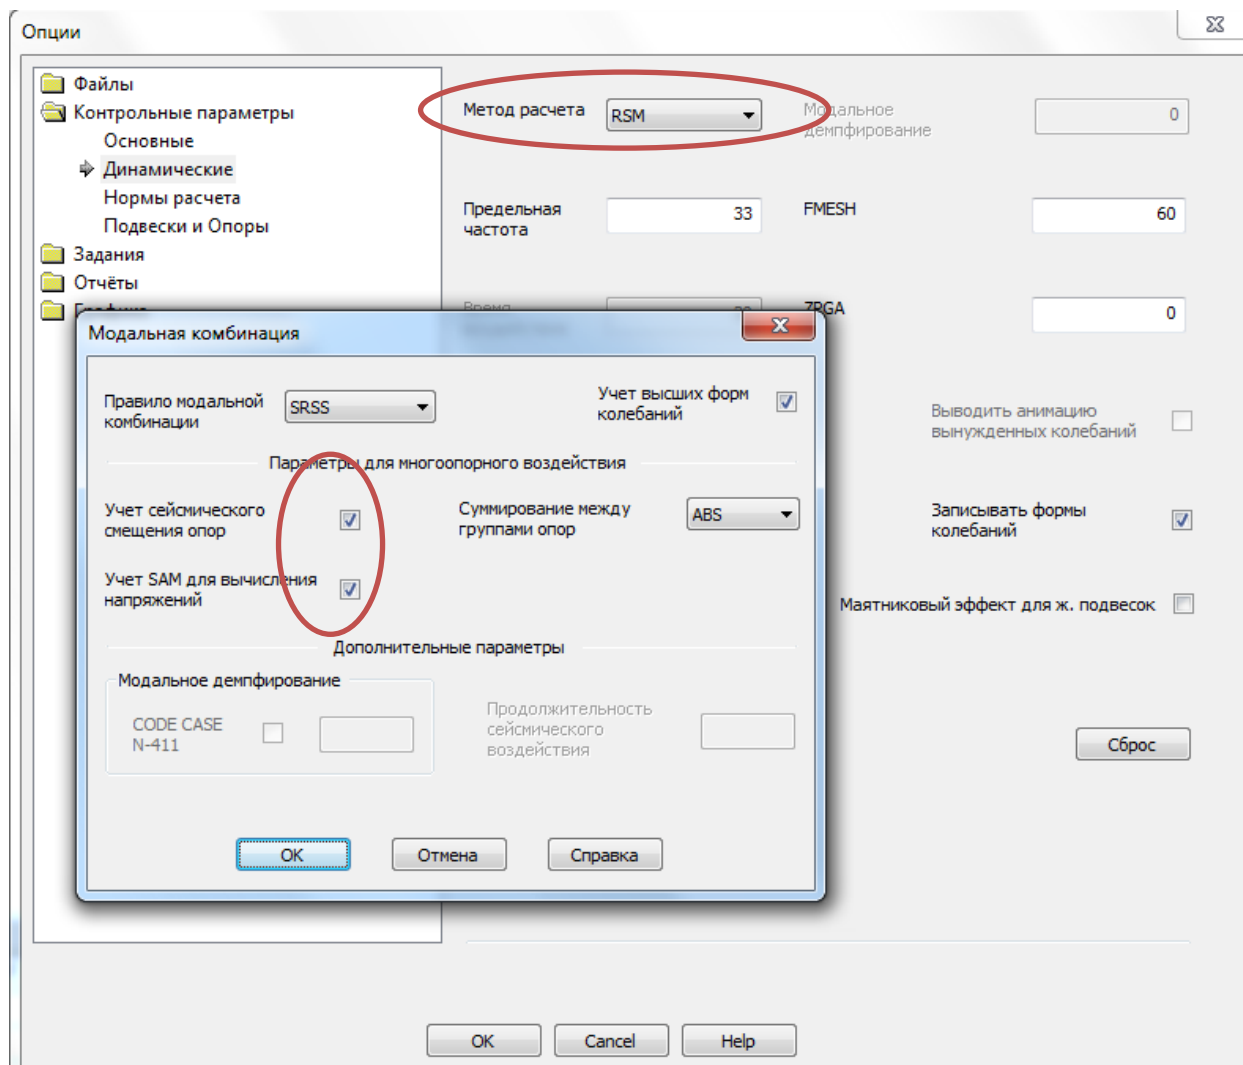 Опции
Файлы
Контрольные параметры
Основные
Динамические
Нормы расчета
Подвески и Опоры
Задания
Отчёты
Метод расчета
RSM
Модальное
демпфирование
0
Предельная
частота
33
FMESH
60
Время
ZPGA
0
Выводить анимацию
вынужденных колебаний
Записывать формы
колебаний
Маятниковый эффект для ж. подвесок
Сброс
Модальная комбинация
Правило модальной
комбинации
SRSS
Учет высших форм
колебаний
Параметры для многоопорного воздействия
Учет сейсмического
смещения опор
Суммирование между
группами опор
ABS
Учет SAM для вычисления
напряжений
Дополнительные параметры
Модальное демпфирование
CODE CASE
N-411
Продолжительность
сейсмического
воздействия
OK
Отмена
Справка
OK
Cancel
Help